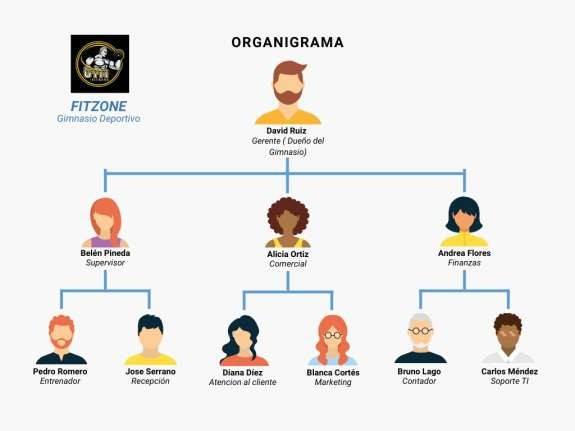 ORGANIGRAMA
GYM
FITZONE
Gimnasio Deportivo
David Ruiz
Gerente ( Dueño del
Gimnasio)
Belén Pineda
Supervisor
Alicia Ortiz
Comercial
Andrea Flores
Finanzas
Pedro Romero
Entrenador
Jose Serrano
Recepción
Diana Díez
Atencion al cliente
Blanca Cortés
Marketing
Bruno Lago
Contador
Carlos Méndez
Soporte TI